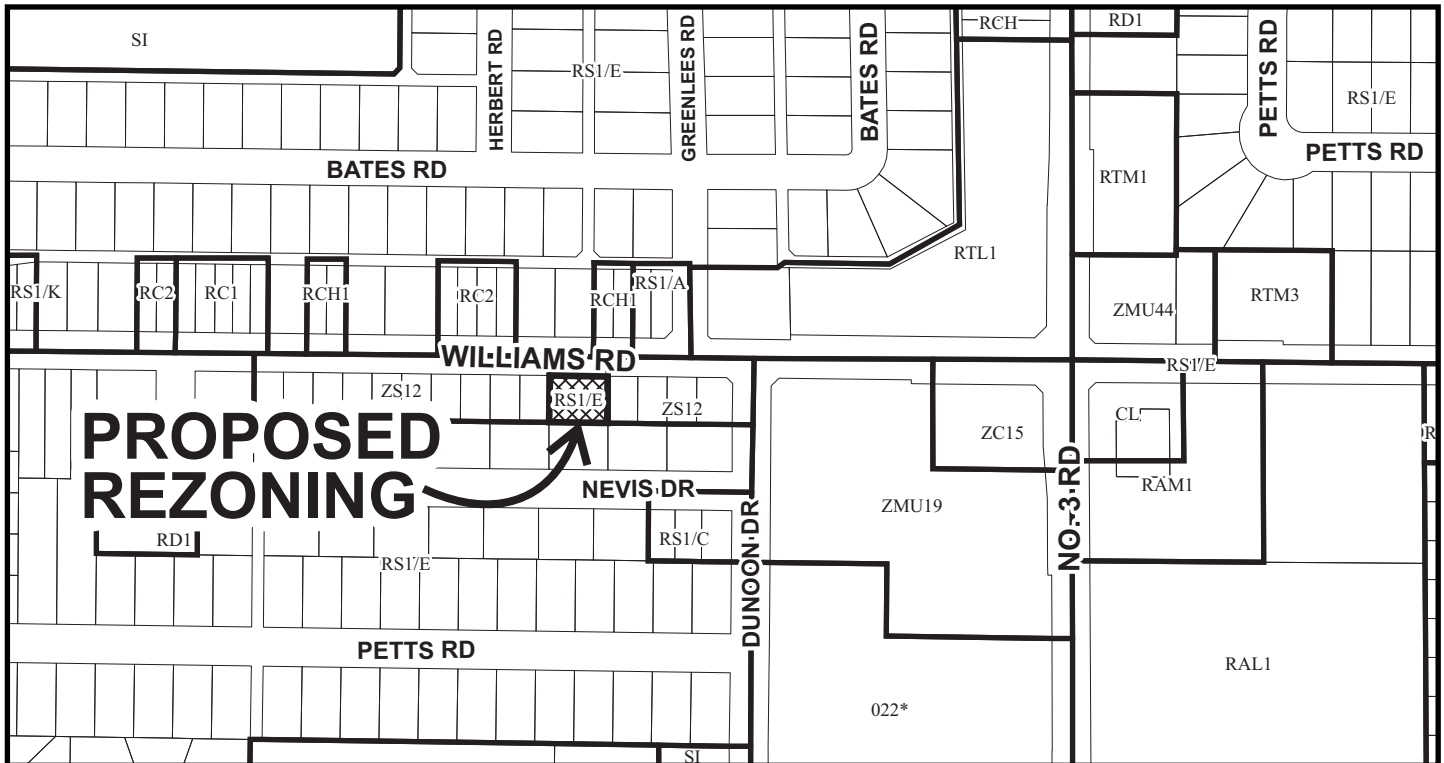 SI
RCH
RD1
HERBERT RD
RS1/E
GREENLEES RD
BATES RD
PETTS RD
RS1/E
BATES RD
PETTS RD
RTM1
RTL1
RS1/K
RC2
RC1
RCH1
RC2
RCH1
RS1/A
ZMU44
RTM3
WILLIAMS RD
RS1/E
ZS12
RS1/E
ZS12
CL
PROPOSED
REZONING
ZC15
NO. 3 RD
RAM1
NEVIS DR
ZMU19
DUNOON DR
RD1
RS1/C
RS1/E
PETTS RD
RAL1
022*
SI